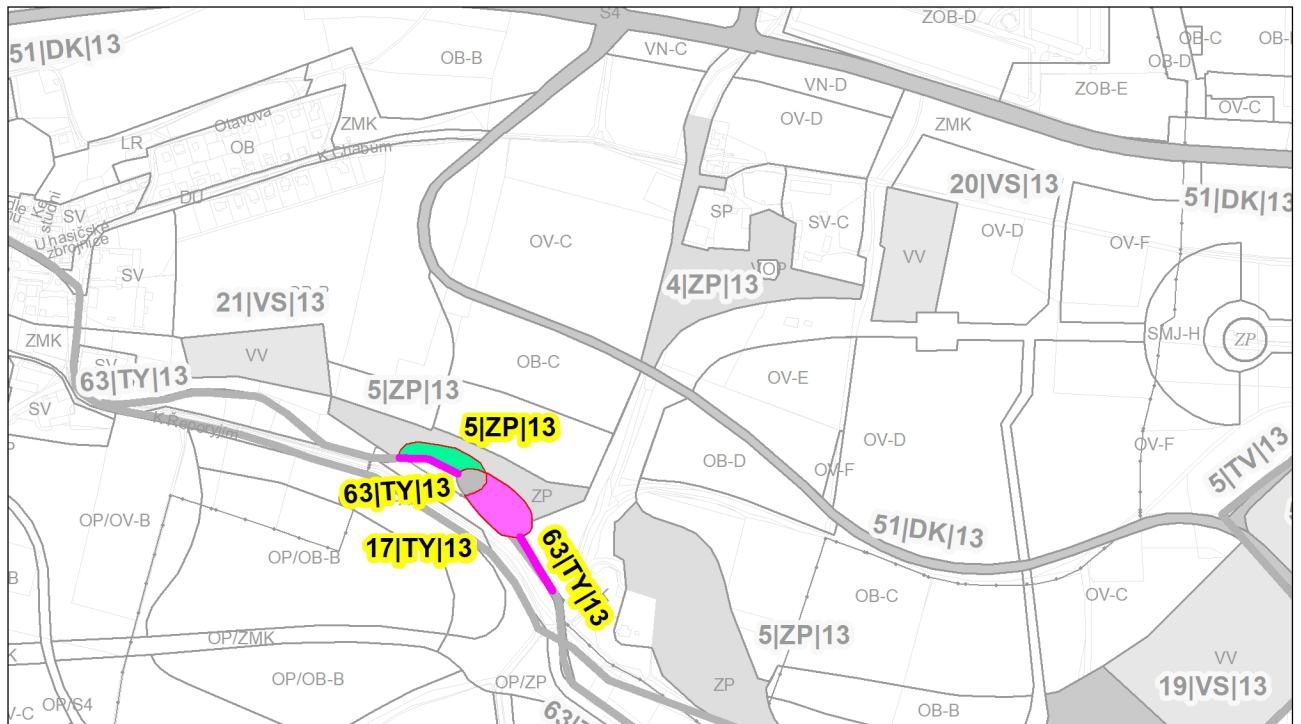 S4
ZOB-D
51|DK|13
OB-B
VN-C
OB-C
OB-D
VN-D
ZOB-E
OV-C
Otavova
ZMK
OV-D
ZMK
LR
OB
K Chabům
DU
20|VS|13
SP
51|DK|13
Ke studni
SV
SV-C
OV-D
U hasičské
zbrojnice
OV-C
OV-F
SV
VV
VOP
4|ZP|13
21|VS|13
ZMK
VV
SMJ-H
ZP
SV
OB-C
63|TY|13
5|ZP|13
OV-E
SV
K Řeporyjím
5|ZP|13
OV-D
OV-F
OB-D
OV-F
5|TV|13
63|TY|13
ZP
OP/OV-B
51|DK|13
17|TY|13
OP/OB-B
63|TY|13
OB-C
OV-C
5|ZP|13
OP/ZMK
VV
OP/OB-B
OP/ZP
ZP
19|VS|13
OP/S4
V-C
OB-B